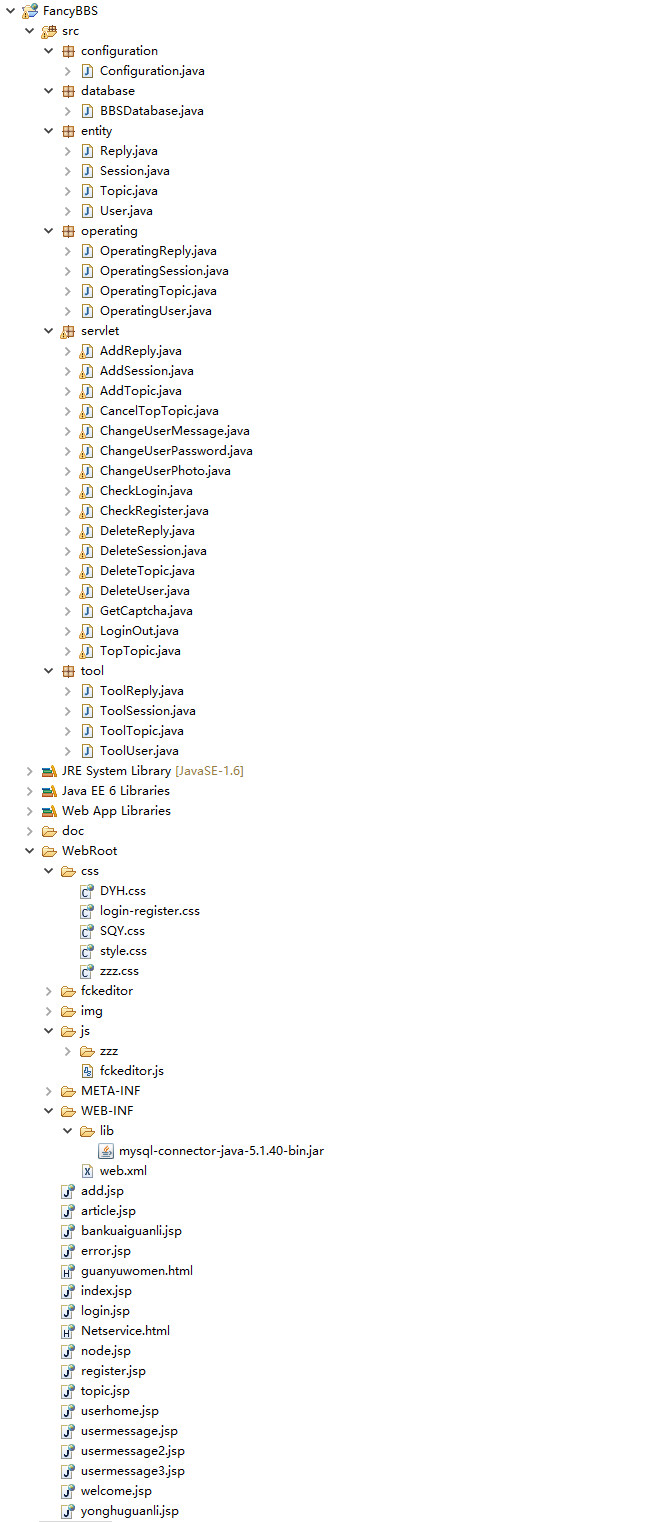 FancyBBS
src
configuration
Configuration.java
database
BBSDatabase.java
entity
Reply.java
Session.java
Topic.java
User.java
operating
OperatingReply.java
OperatingSession.java
OperatingTopic.java
OperatingUser.java
servlet
AddReply.java
AddSession.java
AddTopic.java
CancelTopTopic.java
ChangeUserMessage.java
ChangeUserPassword.java
ChangeUserPhoto.java
CheckLogin.java
CheckRegister.java
DeleteReply.java
DeleteSession.java
DeleteTopic.java
DeleteUser.java
GetCaptcha.java
LoginOut.java
TopTopic.java
tool
ToolReply.java
ToolSession.java
ToolTopic.java
ToolUser.java
JRE System Library [JavaSE-1.6]
Java EE 6 Libraries
Web App Libraries
doc
WebRoot
css
DYH.css
login-register.css
SQY.css
style.css
zzz.css
fckeditor
img
js
zzz
fckeditor.js
META-INF
WEB-INF
lib
mysql-connector-java-5.1.40-bin.jar
web.xml
add.jsp
article.jsp
bankuaiguanli.jsp
error.jsp
guanyuwomen.html
index.jsp
login.jsp
Netservice.html
node.jsp
register.jsp
topic.jsp
userhome.jsp
usermessage.jsp
usermessage2.jsp
usermessage3.jsp
welcome.jsp
yonghuguanli.jsp